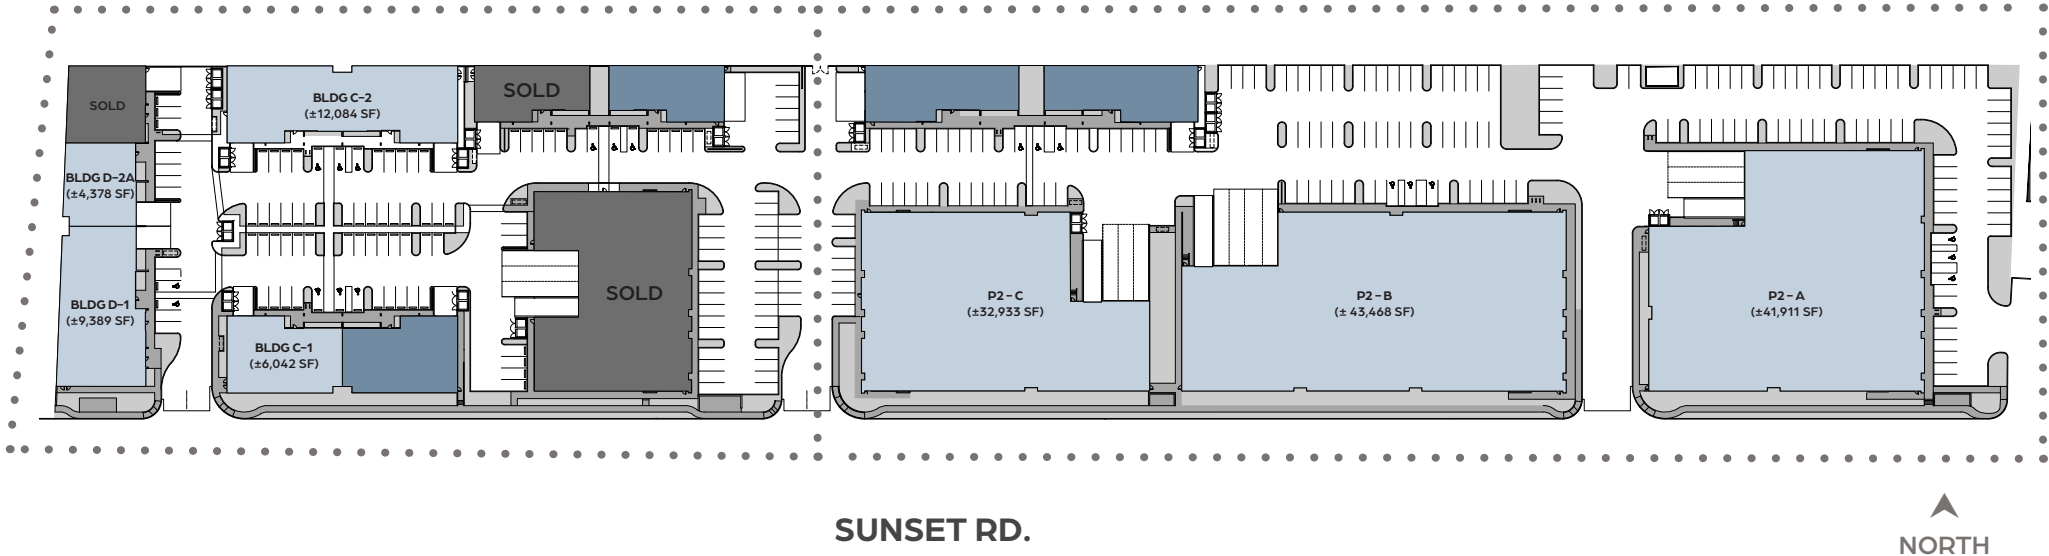 SOLD
BLDG C-2
(±12,084 SF)
SOLD
BLDG D-2A
(±4,378 SF)
BLDG D-1
(±9,389 SF)
BLDG C-1
(±6,042 SF)
SOLD
P2-C
(±32,933 SF)
P2-B
(± 43,468 SF)
P2-A
(±41,911 SF)
SUNSET RD.
NORTH